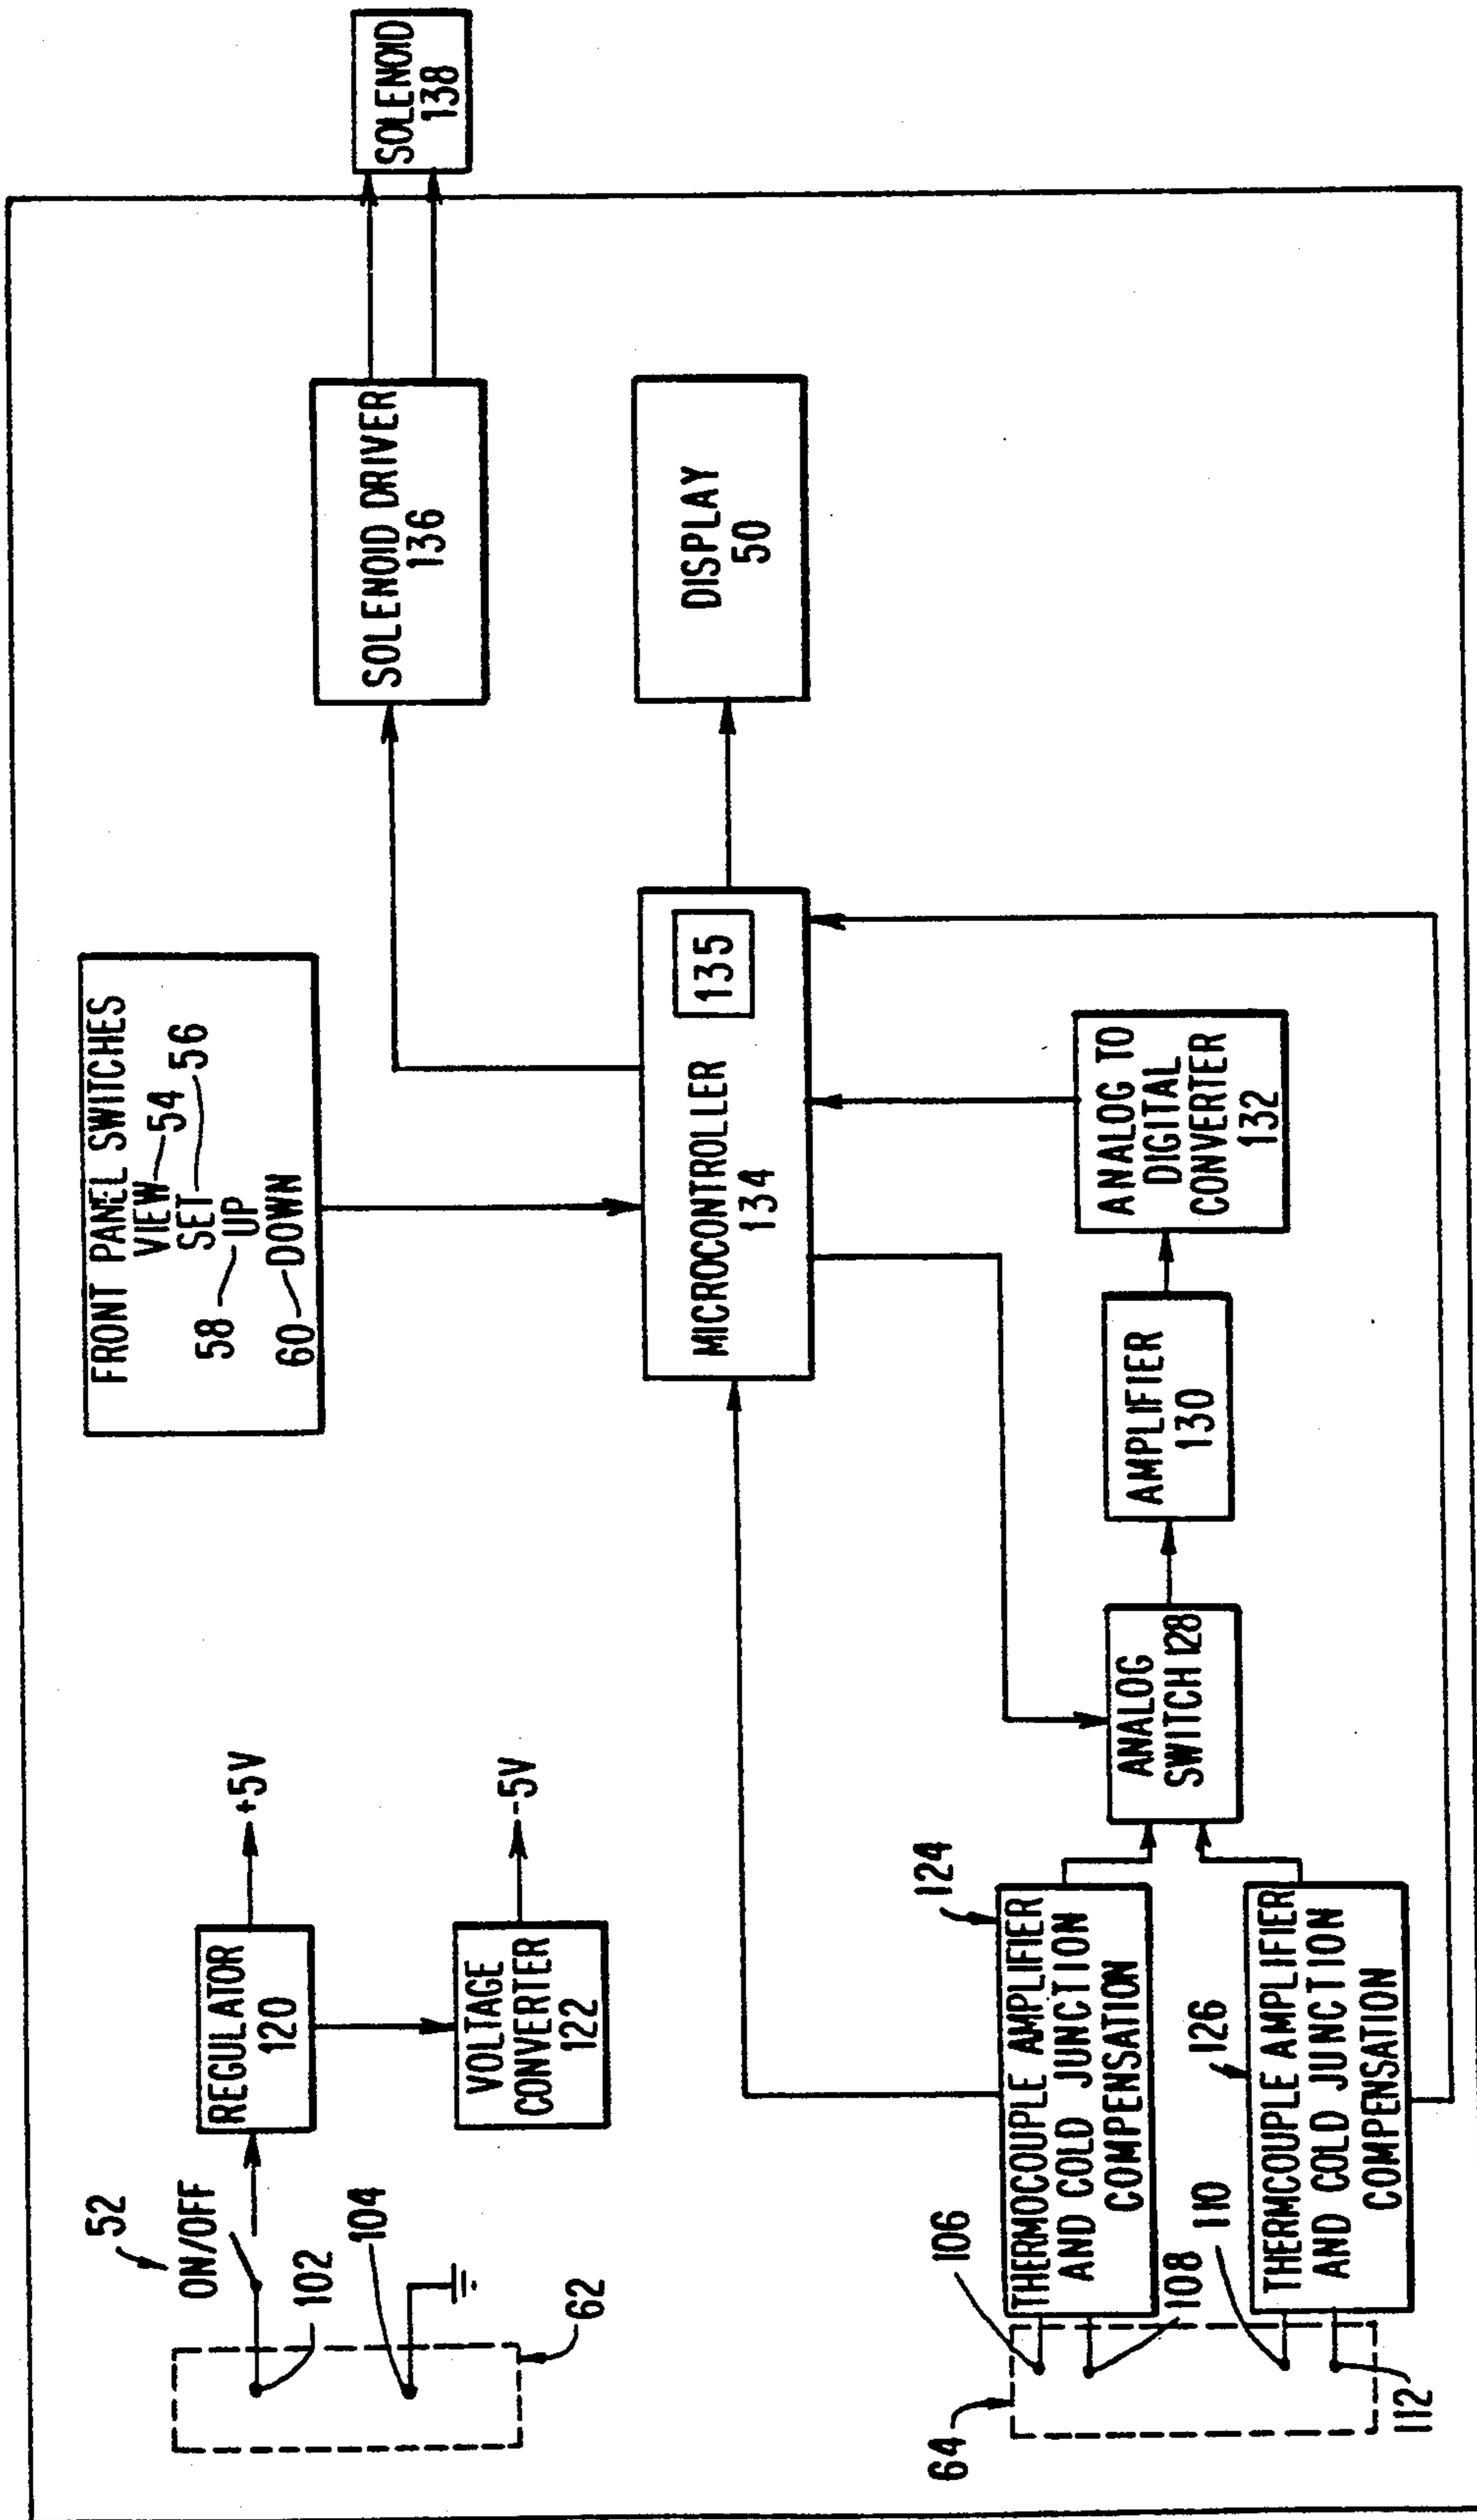 52
ON/OFF
102
104
62
REGULATOR
120
+5V
VOLTAGE
CONVERTER
122
-5V
FRONT PANEL SWITCHES
VIEW 54
SET 56
58 UP
60 DOWN
SOLENOID DRIVER
136
SOLENOID
138
MICROCONTROLLER
134
135
DISPLAY
50
64
106
108
110
112
124
THERMOCOUPLE AMPLIFIER
AND COLD JUNCTION
COMPENSATION
126
THERMCOUPLE AMPLIFIER
AND COLD JUNCTION
COMPENSATION
ANALOG
SWITCH 128
AMPLIFIER
130
ANALOG TO
DIGITAL
CONVERTER
132